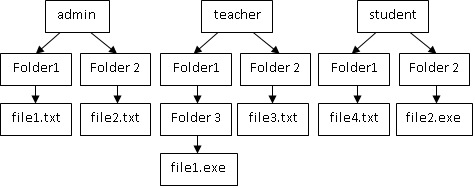 admin teacher student
Folder1 Folder 2 Folder1 Folder 2 Folder1 Folder 2
file1.txt file2.txt Folder 3 file3.txt file4.txt file2.exe
file1.exe